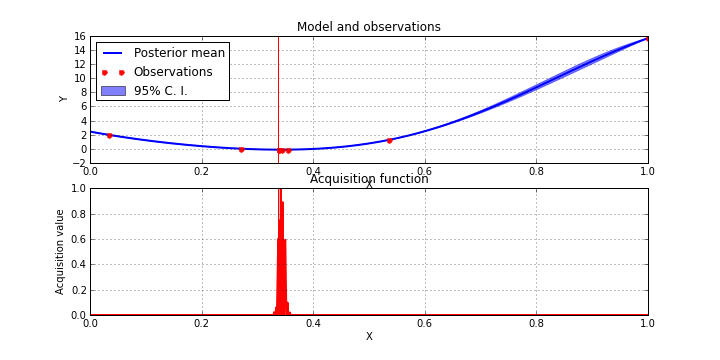 Model and observations
16
14
12
10
8
6
4
2
0
−2
Y
Posterior mean
Observations
95% C. I.
0.0 0.2 0.4 0.6 0.8 1.0
X
Acquisition function
1.0
0.8
0.6
0.4
0.2
0.0
Acquisition value
0.0 0.2 0.4 0.6 0.8 1.0
X